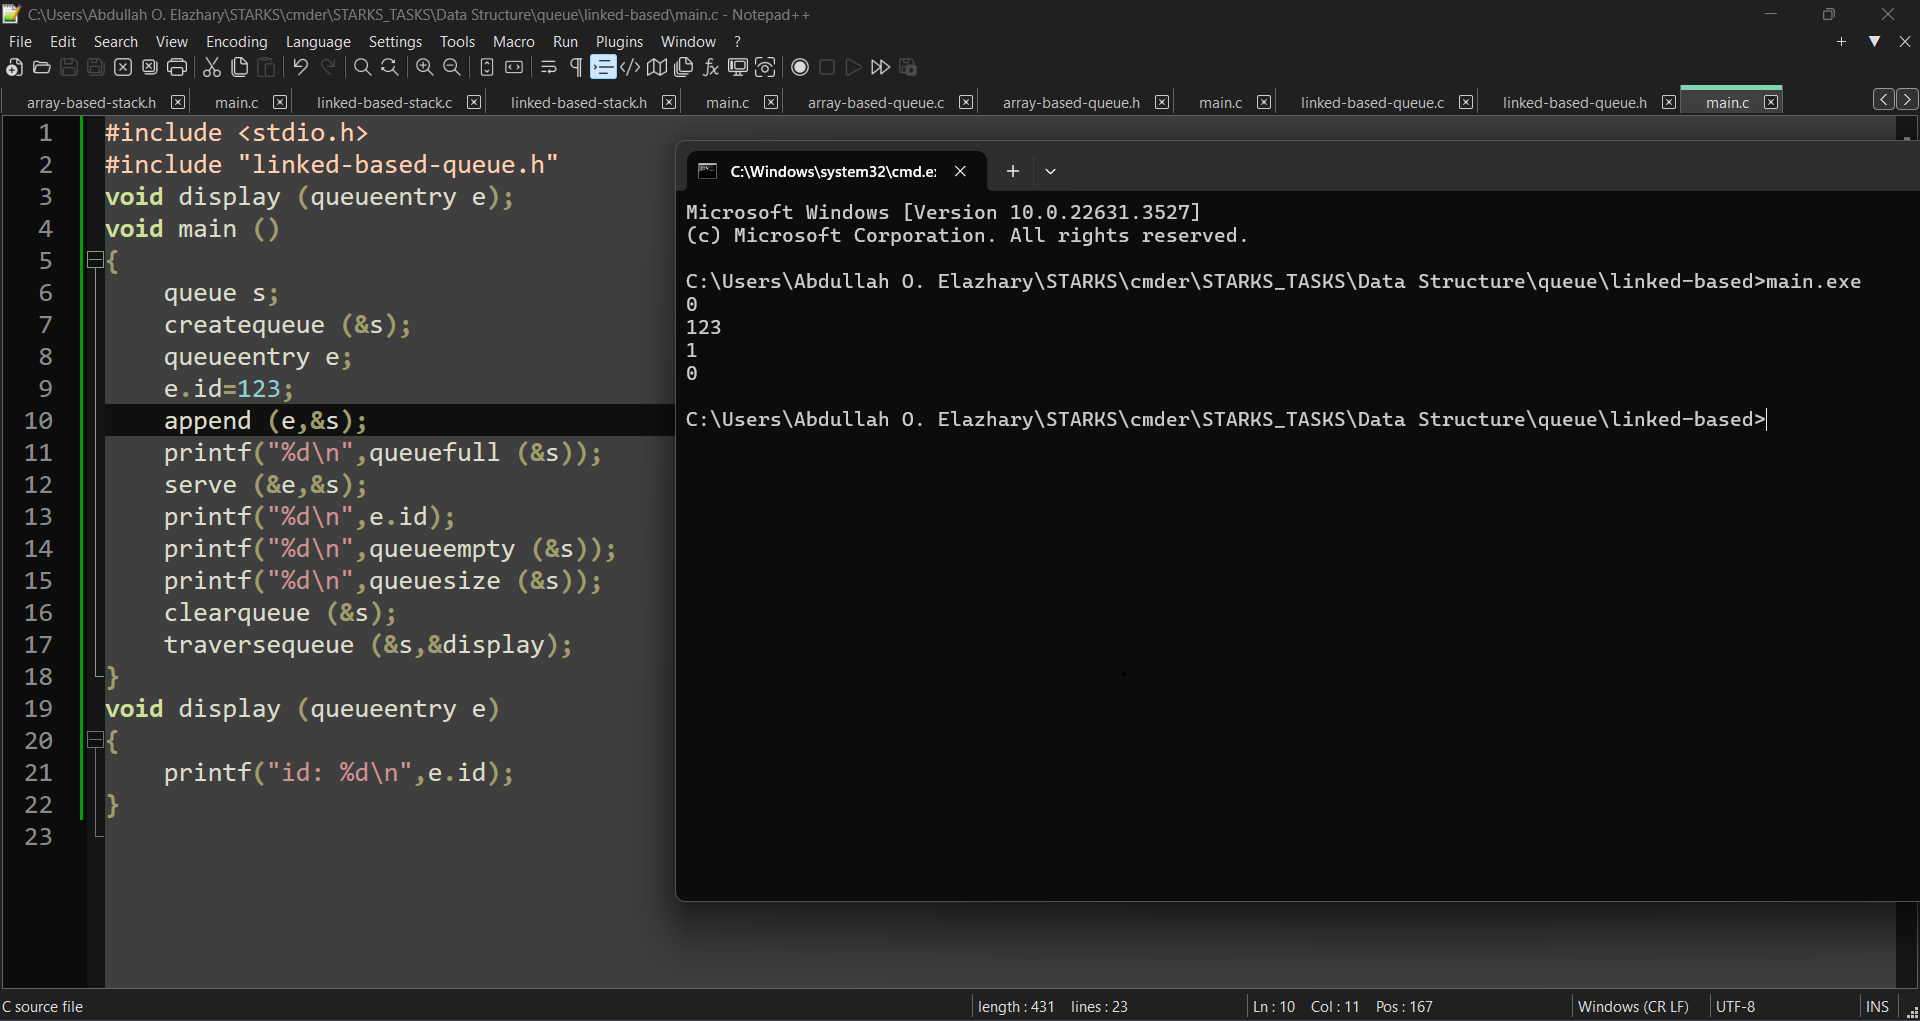 C:\Users\Abdullah O. Elazhary\STARKS\cmder\STARKS_TASKS\Data Structure\queue\linked-based\main.c - Notepad++
File Edit Search View Encoding Language Settings Tools Macro Run Plugins Window ?
array-based-stack.h main.c linked-based-stack.c linked-based-stack.h main.c array-based-queue.c array-based-queue.h main.c linked-based-queue.c linked-based-queue.h main.c
1 #include <stdio.h>
2 #include "linked-based-queue.h"
3 void display (queueentry e);
4 void main ()
5 {
6 queue s;
7 createqueue (&s);
8 queueentry e;
9 e.id=123;
10 append (e,&s);
11 printf("%d\n",queuefull (&s));
12 serve (&e,&s);
13 printf("%d\n",e.id);
14 printf("%d\n",queueempty (&s));
15 printf("%d\n",queuesize (&s));
16 clearqueue (&s);
17 traversequeue (&s,&display);
18 }
19 void display (queueentry e)
20 {
21 printf("id: %d\n",e.id);
22 }
23
C:\Windows\system32\cmd.e:
Microsoft Windows [Version 10.0.22631.3527]
(c) Microsoft Corporation. All rights reserved.
C:\Users\Abdullah O. Elazhary\STARKS\cmder\STARKS_TASKS\Data Structure\queue\linked-based>main.exe
0
123
1
0
C:\Users\Abdullah O. Elazhary\STARKS\cmder\STARKS_TASKS\Data Structure\queue\linked-based>
C source file length : 431 lines : 23 Ln : 10 Col : 11 Pos : 167 Windows (CR LF) UTF-8 INS